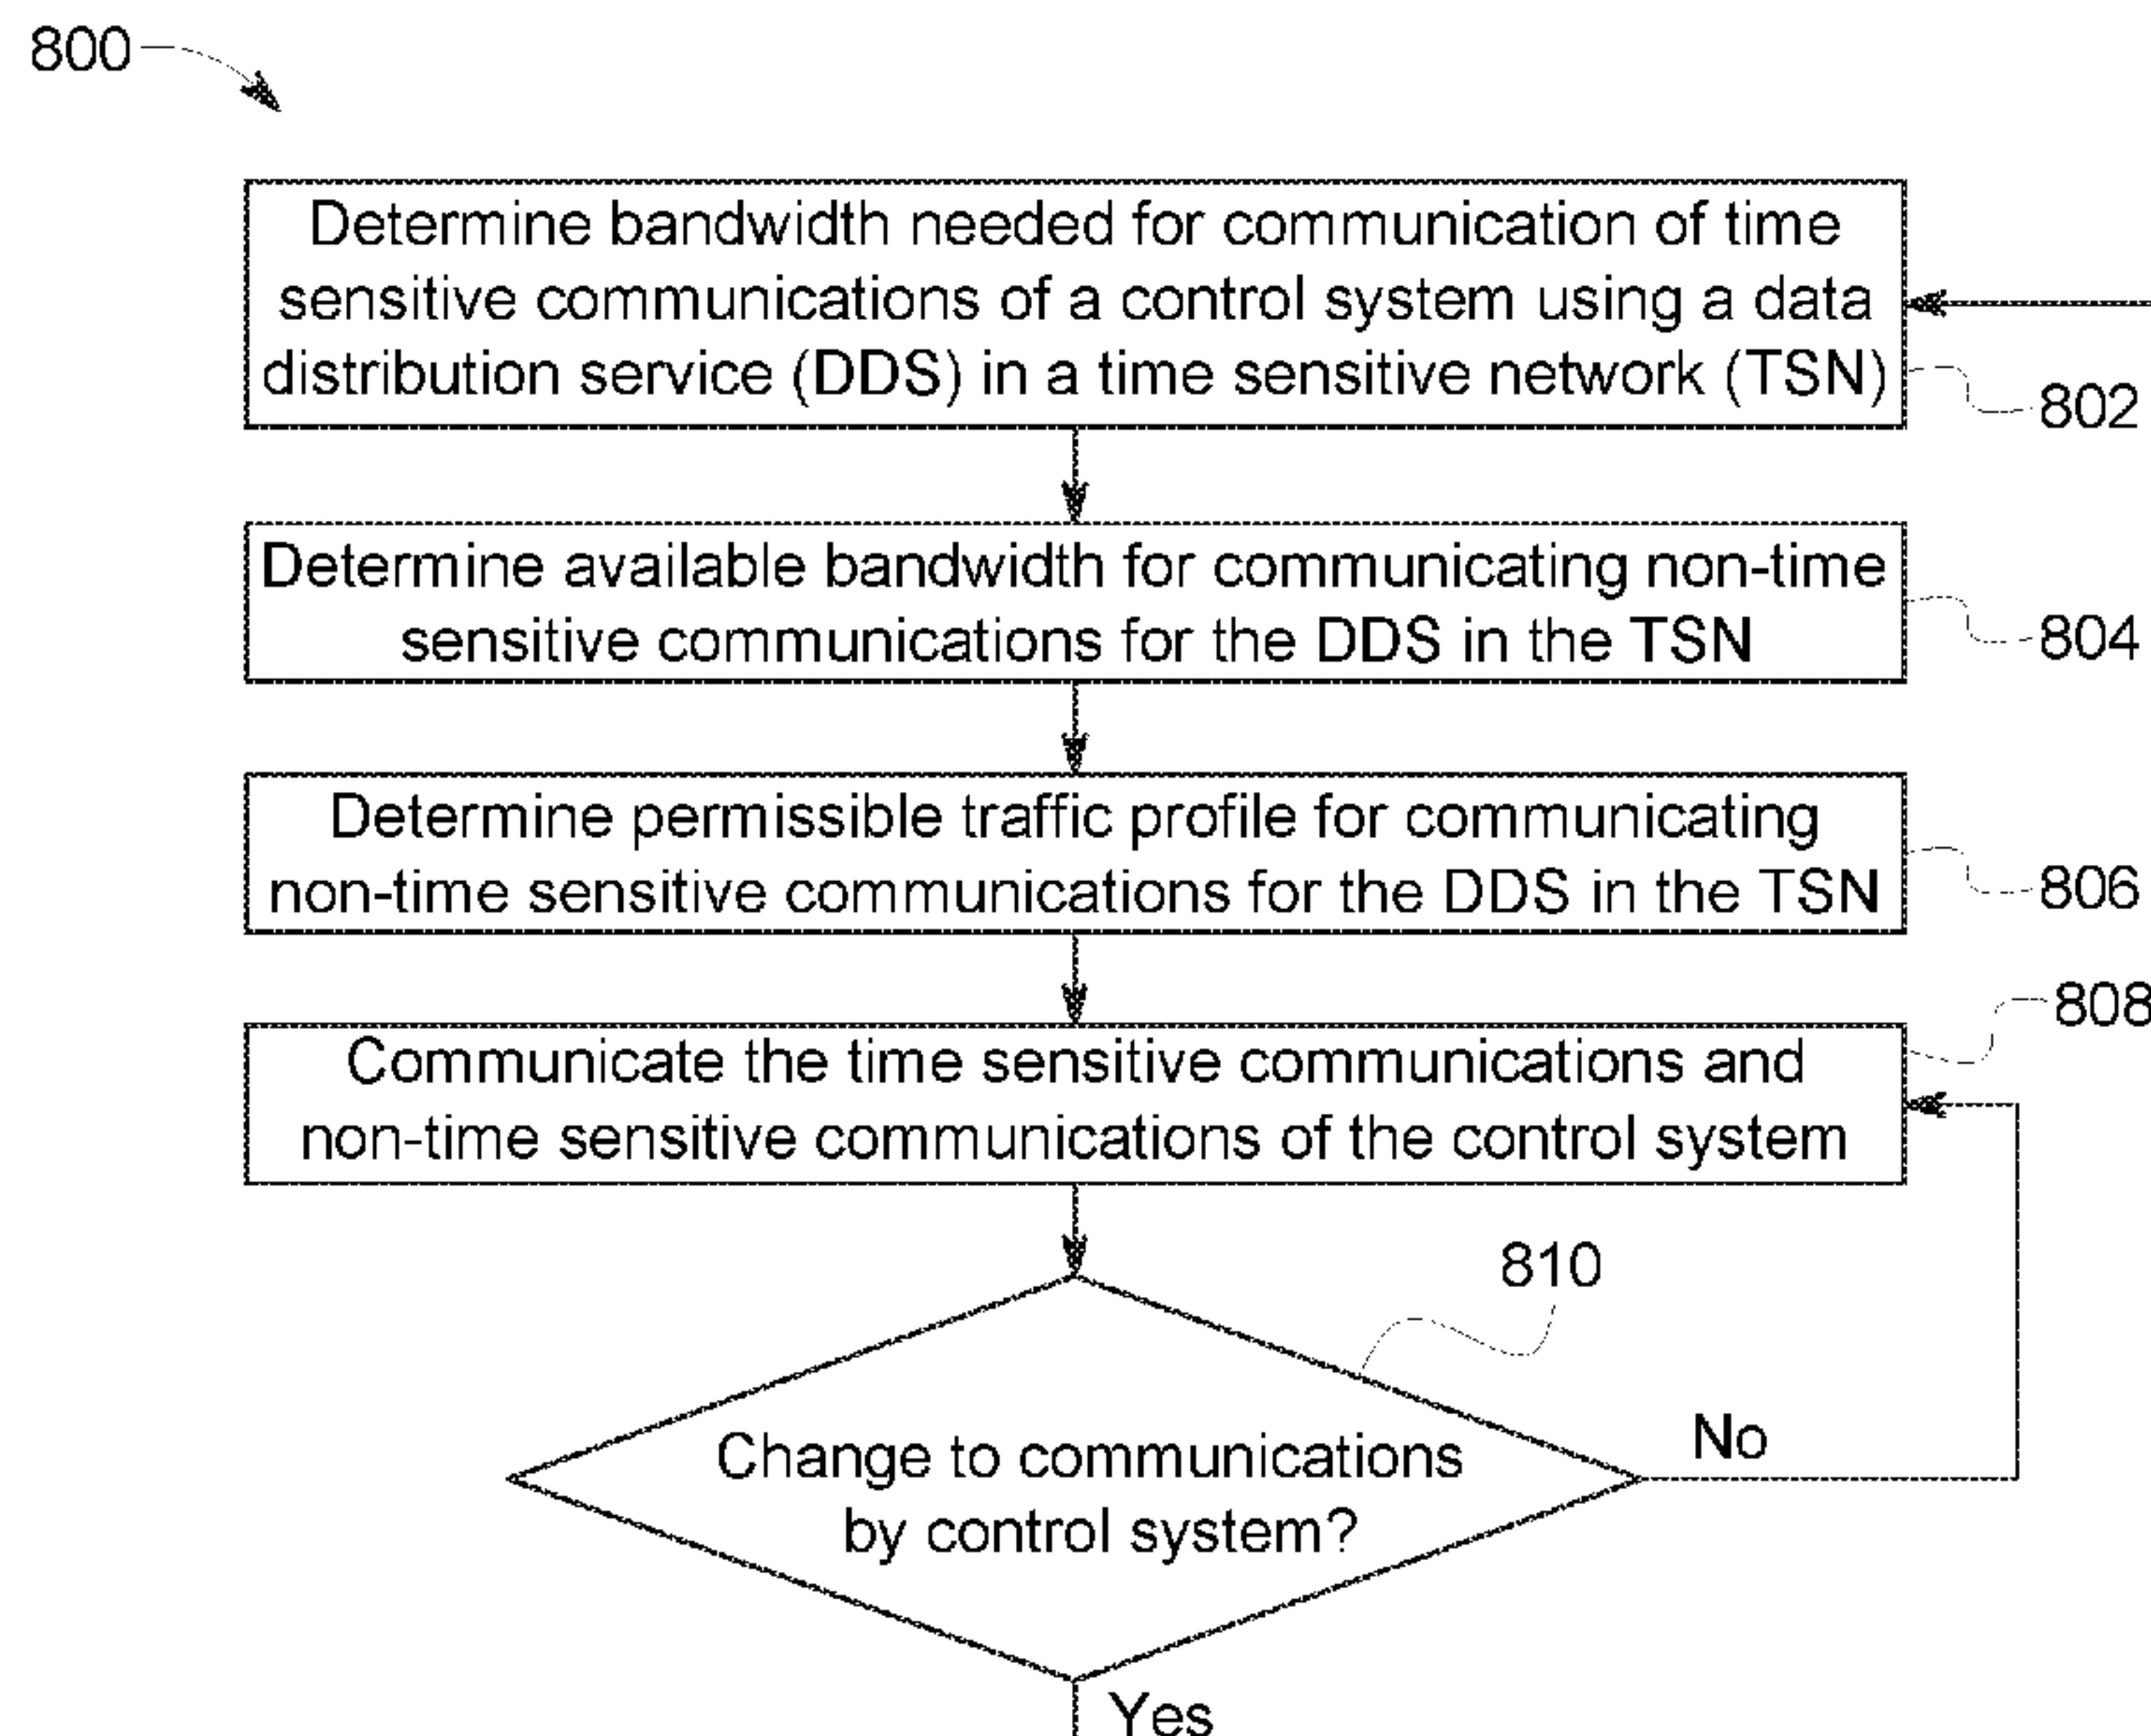 800
Determine bandwidth needed for communication of time
sensitive communications of a control system using a data
distribution service (DDS) in a time sensitive network (TSN)
802
Determine available bandwidth for communicating non-time
sensitive communications for the DDS in the TSN
804
Determine permissible traffic profile for communicating
non-time sensitive communications for the DDS in the TSN
806
808
Communicate the time sensitive communications and
non-time sensitive communications of the control system
810
Change to communications
by control system?
No
Yes